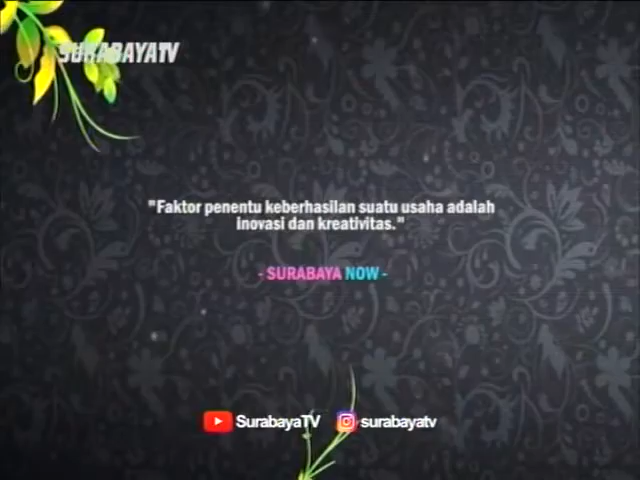 SURABAYATV
"Faktor penentu keberhasilan suatu usaha adalah
inovasi dan kreativitas."
- SURABAYA NOW -
SurabayaTV surabayatv